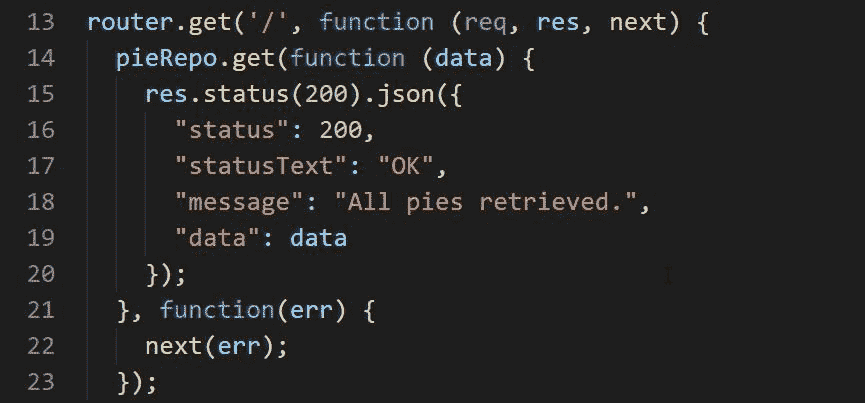 13 router.get('/', function (req, res, next) {
14   pieRepo.get(function (data) {
15     res.status(200).json({
16       "status": 200,
17       "statusText": "OK",
18       "message": "All pies retrieved.",
19       "data": data
20     });
21   }, function(err) {
22     next(err);
23   });